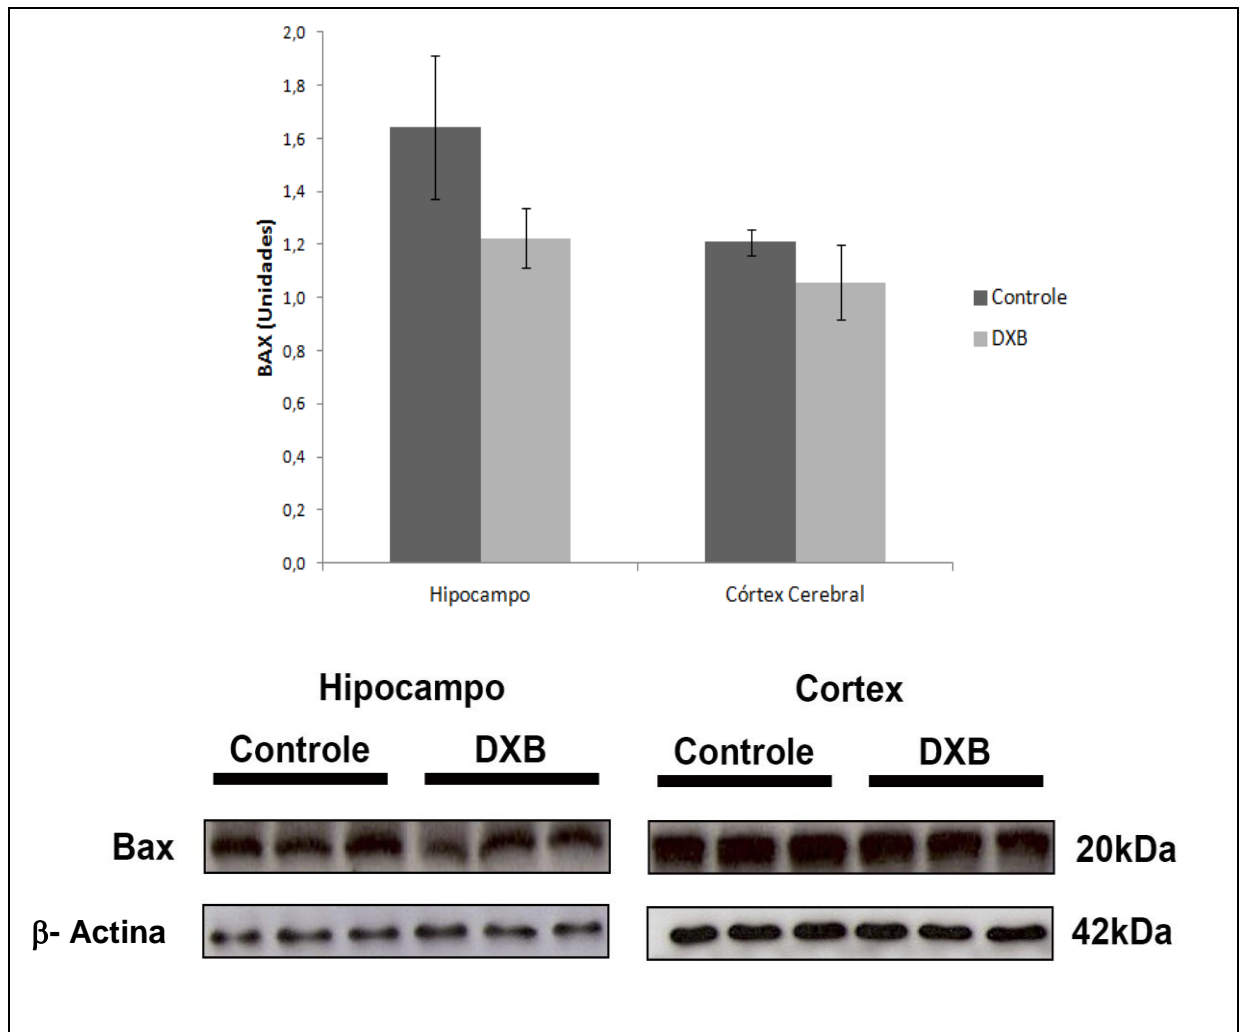 2,0
1,8
1,6
1,4
1,2
1,0
0,8
0,6
0,4
0,2
0,0
BAX (Unidades)
Hipocampo
Córtex Cerebral
Controle
DXB
Hipocampo
Cortex
Controle
DXB
Controle
DXB
Bax
20kDa
β- Actina
42kDa